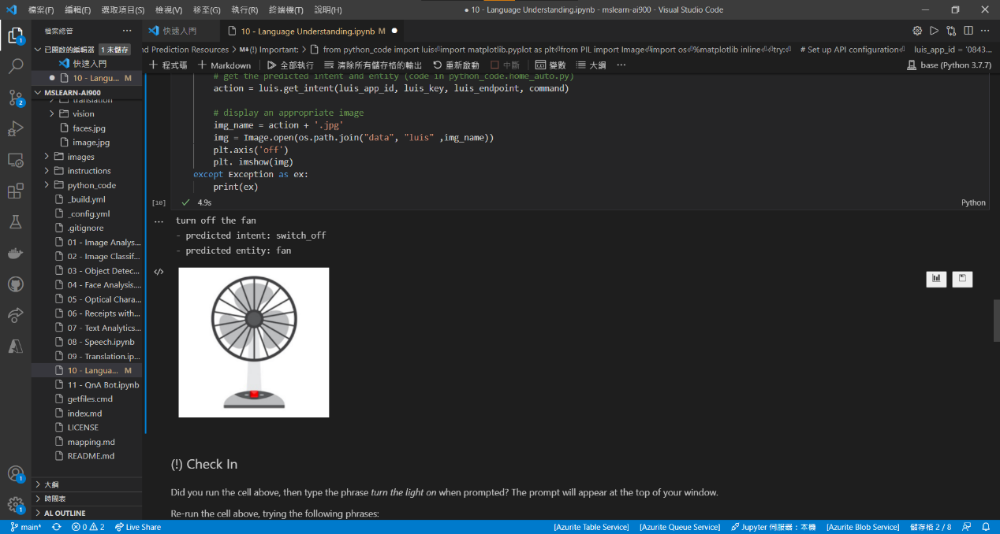 檔案(F) 編輯(E) 選取項目(S) 檢視(V) 移至(G) 執行(R) 終端機(T) 說明(H)
● 10 - Language Understanding.ipynb - mslearn-ai900 - Visual Studio Code
檔案總管 ···
快速入門
10 - Language Understanding.ipynb M ●
已開啟的編輯器 1 未儲存
快速入門
● 10 - Langu... M
nd Prediction Resources > M↓(!) Important: > from python_code import luis⏎import matplotlib.pyplot as plt⏎from PIL import Image⏎import os⏎%matplotlib inline⏎⏎try:⏎ # Set up API configuration⏎ luis_app_id = '0843...
+ 程式碼 + Markdown 全部執行 清除所有儲存格的輸出 重新啟動 中斷 變數 大綱 ···
base (Python 3.7.7)
MSLEARN-AI900
translation
vision
faces.jpg
image.jpg
images
instructions
python_code
_build.yml
_config.yml
.gitignore
01 - Image Analys...
02 - Image Classif...
03 - Object Detec...
04 - Face Analysis....
05 - Optical Chara...
06 - Receipts with...
07 - Text Analytics...
08 - Speech.ipynb
09 - Translation.ip...
10 - Langua... M
11 - QnA Bot.ipynb
getfiles.cmd
index.md
LICENSE
mapping.md
README.md
大綱
時間表
AL OUTLINE
# get the predicted intent and entity (code in python_code.home_auto.py)
action = luis.get_intent(luis_app_id, luis_key, luis_endpoint, command)
# display an appropriate image
img_name = action + '.jpg'
img = Image.open(os.path.join("data", "luis" ,img_name))
plt.axis('off')
plt. imshow(img)
except Exception as ex:
print(ex)
[10] ✓ 4.9s
Python
turn off the fan
- predicted intent: switch_off
- predicted entity: fan
(!) Check In
Did you run the cell above, then type the phrase turn the light on when prompted? The prompt will appear at the top of your window.
Re-run the cell above, trying the following phrases:
1
2
1
1
main* 0 2 Live Share
[Azurite Table Service] [Azurite Queue Service] Jupyter 伺服器：本機 [Azurite Blob Service] 儲存格 2 / 8